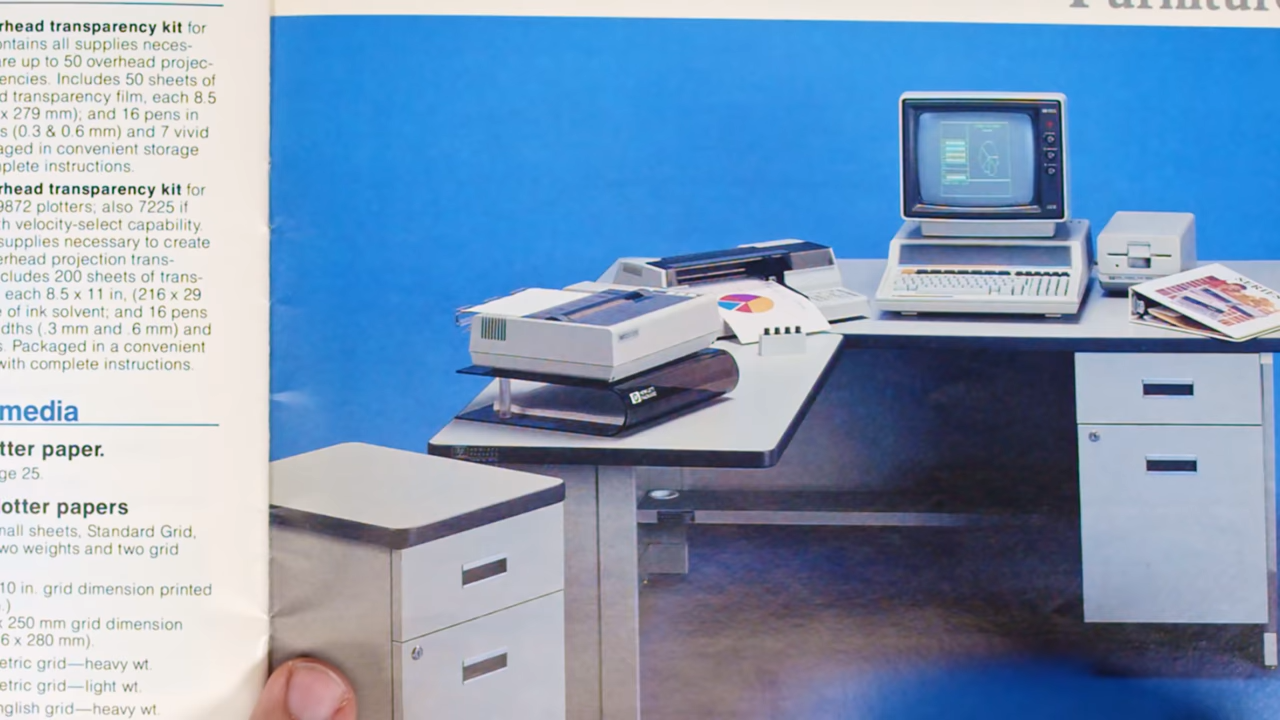 rhead transparency kit for
ontains all supplies neces-
re up to 50 overhead projec-
encies. Includes 50 sheets of
d transparency film, each 8.5
x 279 mm); and 16 pens in
s (0.3 & 0.6 mm) and 7 vivid
aged in convenient storage
plete instructions.
rhead transparency kit for
9872 plotters; also 7225 if
h velocity-select capability.
supplies necessary to create
erhead projection trans-
cludes 200 sheets of trans-
each 8.5 x 11 in, (216 x 29
e of ink solvent; and 16 pens
dths (.3 mm and .6 mm) and
s. Packaged in a convenient
with complete instructions.
media
tter paper.
ge 25.
otter papers
nall sheets, Standard Grid,
wo weights and two grid
10 in. grid dimension printed
.)
x 250 mm grid dimension
6 x 280 mm).
etric grid—heavy wt.
etric grid—light wt.
nglish grid—heavy wt.
Furniture
HEWLETT
PACKARD